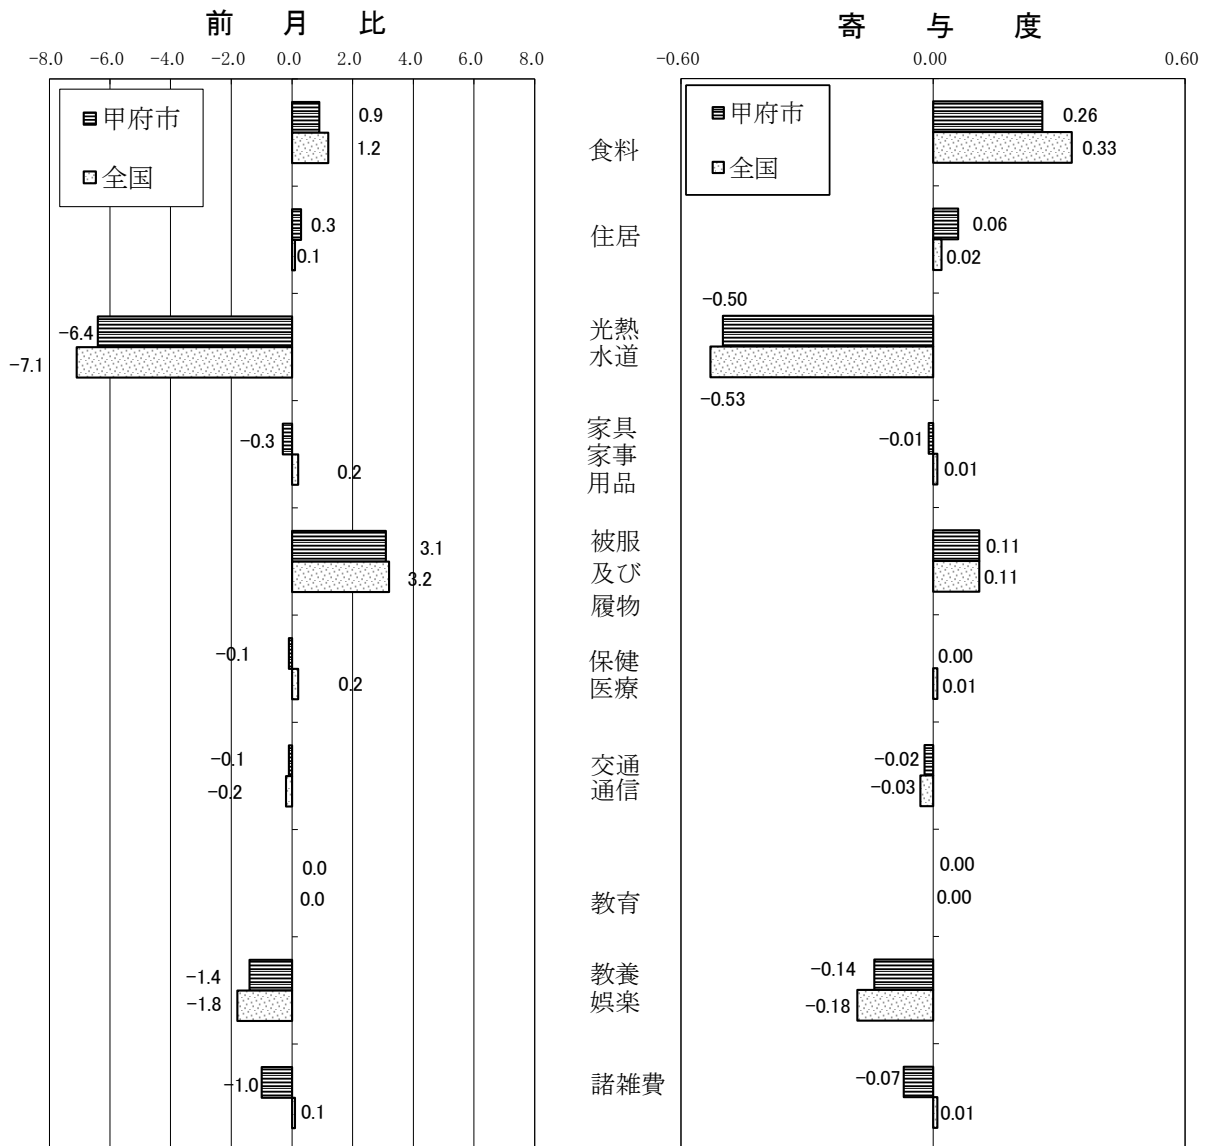 前月比
-8.0 -6.0 -4.0 -2.0 0.0 2.0 4.0 6.0 8.0
甲府市
全国
0.9
1.2
0.3
0.1
-6.4
-7.1
-0.3
0.2
3.1
3.2
-0.1
0.2
-0.1
-0.2
0.0
0.0
-1.4
-1.8
-1.0
0.1
食料
住居
光熱
水道
家具
家事
用品
被服
及び
履物
保健
医療
交通
通信
教育
教養
娯楽
諸雑費
寄与度
-0.60 0.00 0.60
甲府市
全国
0.26
0.33
0.06
0.02
-0.50
-0.53
-0.01
0.01
0.11
0.11
0.00
0.01
-0.02
-0.03
0.00
0.00
-0.14
-0.18
-0.07
0.01